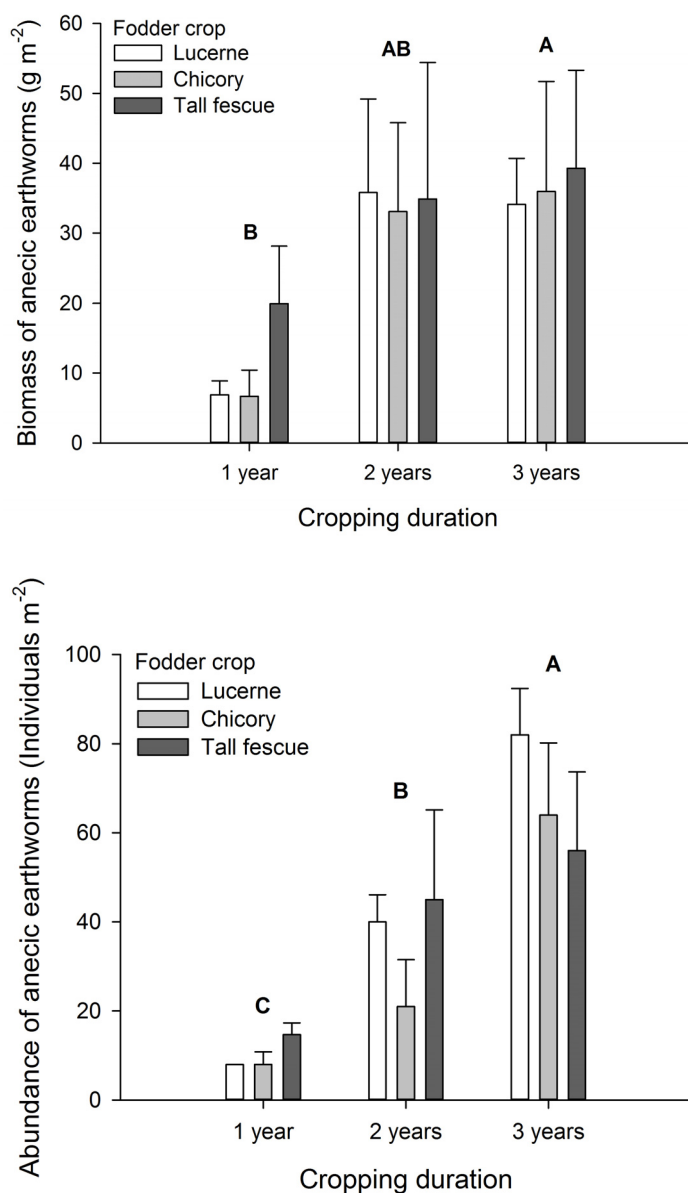 Biomass of anecic earthworms (g m⁻²)
60
50
40
30
20
10
0
Fodder crop
Lucerne
Chicory
Tall fescue
B
AB
A
1 year
2 years
3 years
Cropping duration
Abundance of anecic earthworms (Individuals m⁻²)
100
80
60
40
20
0
Fodder crop
Lucerne
Chicory
Tall fescue
C
B
A
1 year
2 years
3 years
Cropping duration